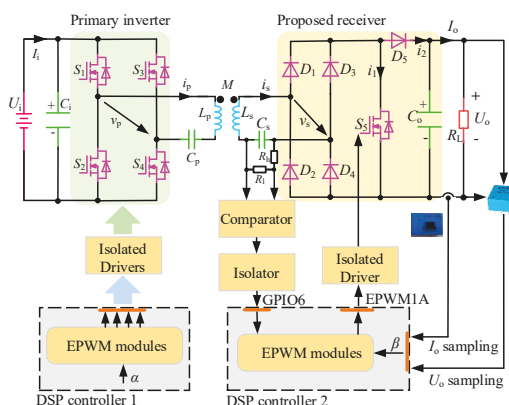 Primary inverter
Proposed receiver
I_i
S_1
S_3
i_p
M
i_s
D_1
D_3
i_1
D_5
i_2
I_o
U_i
+
C_i
-
v_p
L_p
L_s
C_s
v_s
S_5
+
C_o
-
R_L
+
U_o
-
S_2
S_4
C_p
R_h
R_l
D_2
D_4
Comparator
Isolated
Drivers
Isolator
Isolated
Driver
GPIO6
EPWM1A
EPWM modules
EPWM modules
β
I_o sampling
α
U_o sampling
DSP controller 1
DSP controller 2